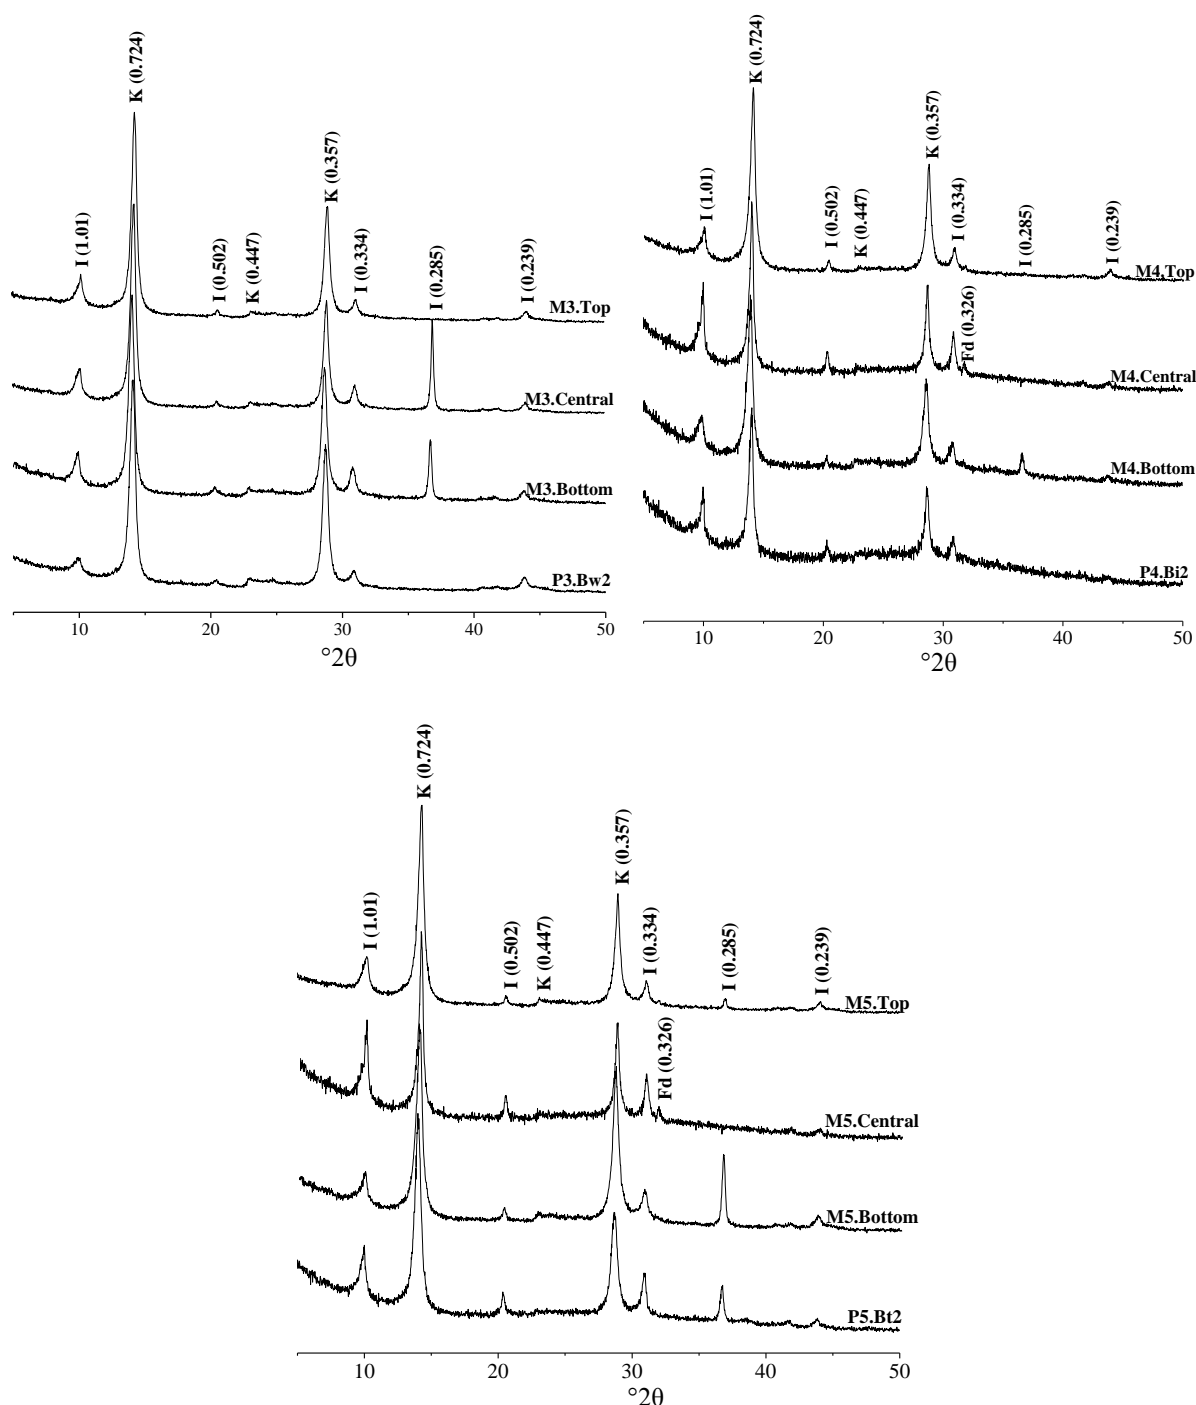 K (0.724)
I (1.01)
I (0.502)
K (0.447)
K (0.357)
I (0.334)
I (0.285)
I (0.239)
M3.Top
M3.Central
M3.Bottom
P3.Bw2
10 20 30 40 50
°2θ
K (0.724)
I (1.01)
I (0.502)
K (0.447)
K (0.357)
I (0.334)
I (0.285)
I (0.239)
M4.Top
Fd (0.326)
M4.Central
M4.Bottom
P4.Bi2
10 20 30 40 50
°2θ
K (0.724)
I (1.01)
I (0.502)
K (0.447)
K (0.357)
I (0.334)
I (0.285)
I (0.239)
M5.Top
Fd (0.326)
M5.Central
M5.Bottom
P5.Bt2
10 20 30 40 50
°2θ